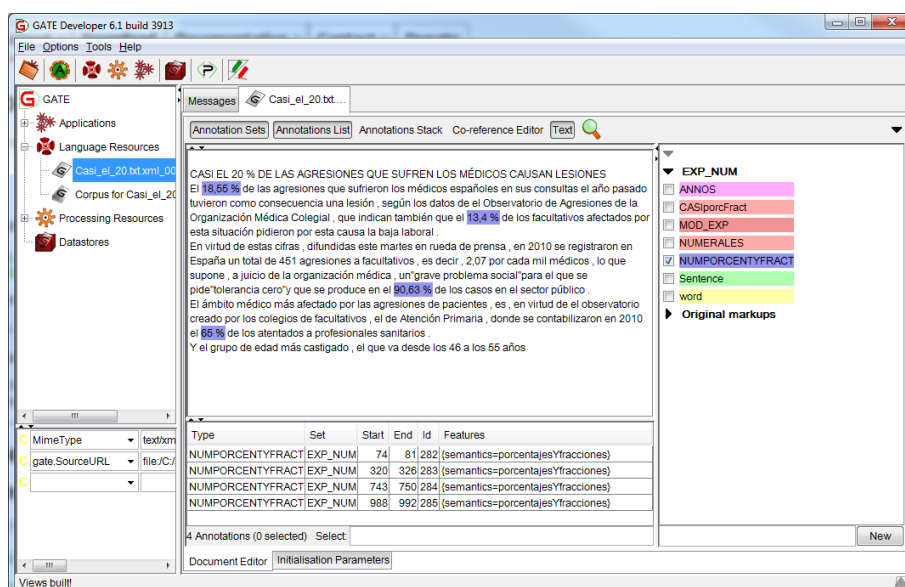 GATE Developer 6.1 build 3913
File Options Tools Help
GATE
Applications
Language Resources
Casi_el_20.txt.xml_00
Corpus for Casi_el_20
Processing Resources
Datastores
MimeType text/xm
gate.SourceURL file:/C:/
Messages Casi_el_20.txt....
Annotation Sets Annotations List Annotations Stack Co-reference Editor Text
CASI EL 20 % DE LAS AGRESIONES QUE SUFREN LOS MÉDICOS CAUSAN LESIONES
El 18,55 % de las agresiones que sufrieron los médicos españoles en sus consultas el año pasado
tuvieron como consecuencia una lesión , según los datos de el Observatorio de Agresiones de la
Organización Médica Colegial , que indican también que el 13,4 % de los facultativos afectados por
esta situación pidieron por esta causa la baja laboral .
En virtud de estas cifras , difundidas este martes en rueda de prensa , en 2010 se registraron en
España un total de 451 agresiones a facultativos , es decir , 2,07 por cada mil médicos , lo que
supone , a juicio de la organización médica , un"grave problema social"para el que se
pide"tolerancia cero"y que se produce en el 90,63 % de los casos en el sector público .
El ámbito médico más afectado por las agresiones de pacientes , es , en virtud de el observatorio
creado por los colegios de facultativos , el de Atención Primaria , donde se contabilizaron en 2010
el 65 % de los atentados a profesionales sanitarios .
Y el grupo de edad más castigado , el que va desde los 46 a los 55 años
Type Set Start End Id Features
NUMPORCENTYFRACT EXP_NUM 74 81 282 {semantics=porcentajesYfracciones}
NUMPORCENTYFRACT EXP_NUM 320 326 283 {semantics=porcentajesYfracciones}
NUMPORCENTYFRACT EXP_NUM 743 750 284 {semantics=porcentajesYfracciones}
NUMPORCENTYFRACT EXP_NUM 988 992 285 {semantics=porcentajesYfracciones}
4 Annotations (0 selected) Select:
Document Editor Initialisation Parameters
EXP_NUM
ANNOS
CASIporcFract
MOD_EXP
NUMERALES
NUMPORCENTYFRACT
Sentence
word
Original markups
New
Views built!